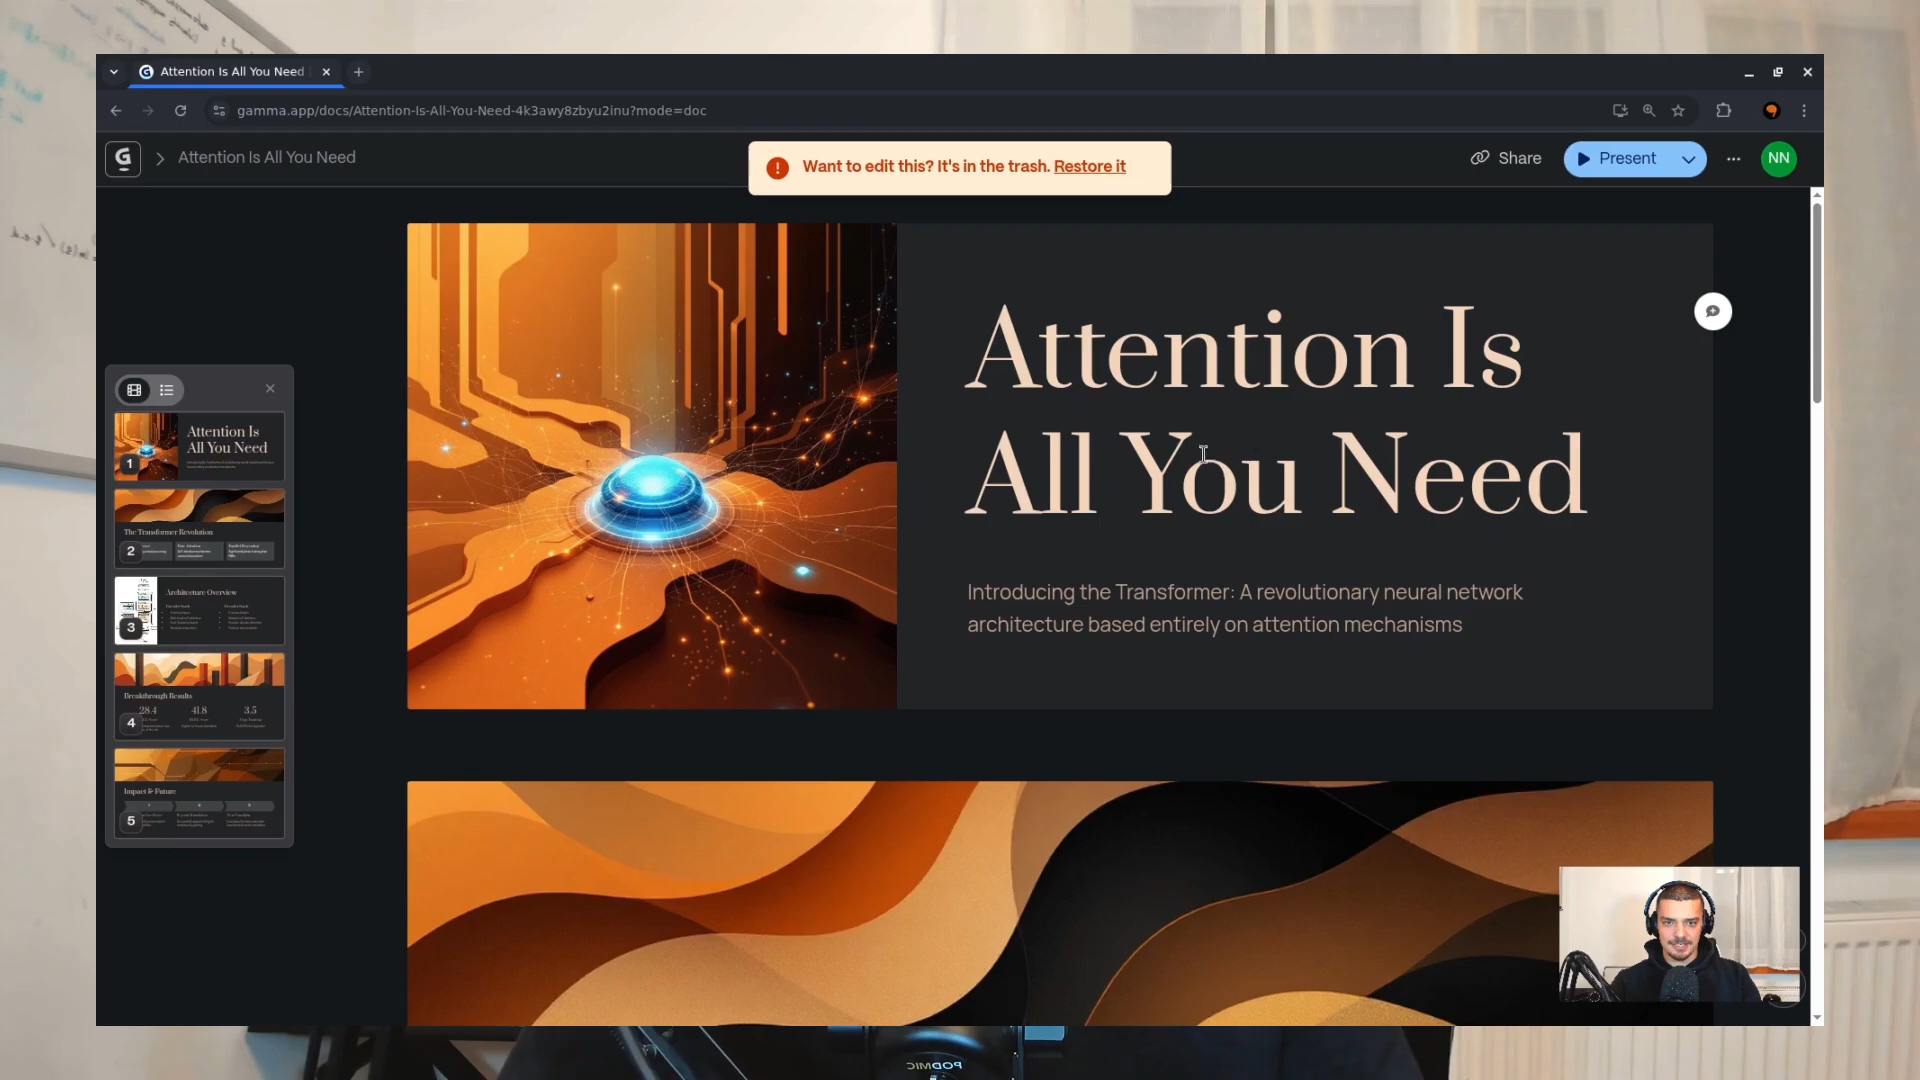 Attention Is All You Need
gamma.app/docs/Attention-Is-All-You-Need-4k3awy8zbyu2inu?mode=doc
G
Attention Is All You Need
Want to edit this? It's in the trash. Restore it
Share
Present
NN
Attention Is
All You Need
Introducing the Transformer: A revolutionary neural network
architecture based entirely on attention mechanisms
Attention Is
All You Need
1
The Transformer Revolution
2
Architecture Overview
3
Breakthrough Results
28.4
41.8
3.5
4
Impact & Future
5
PODMIC